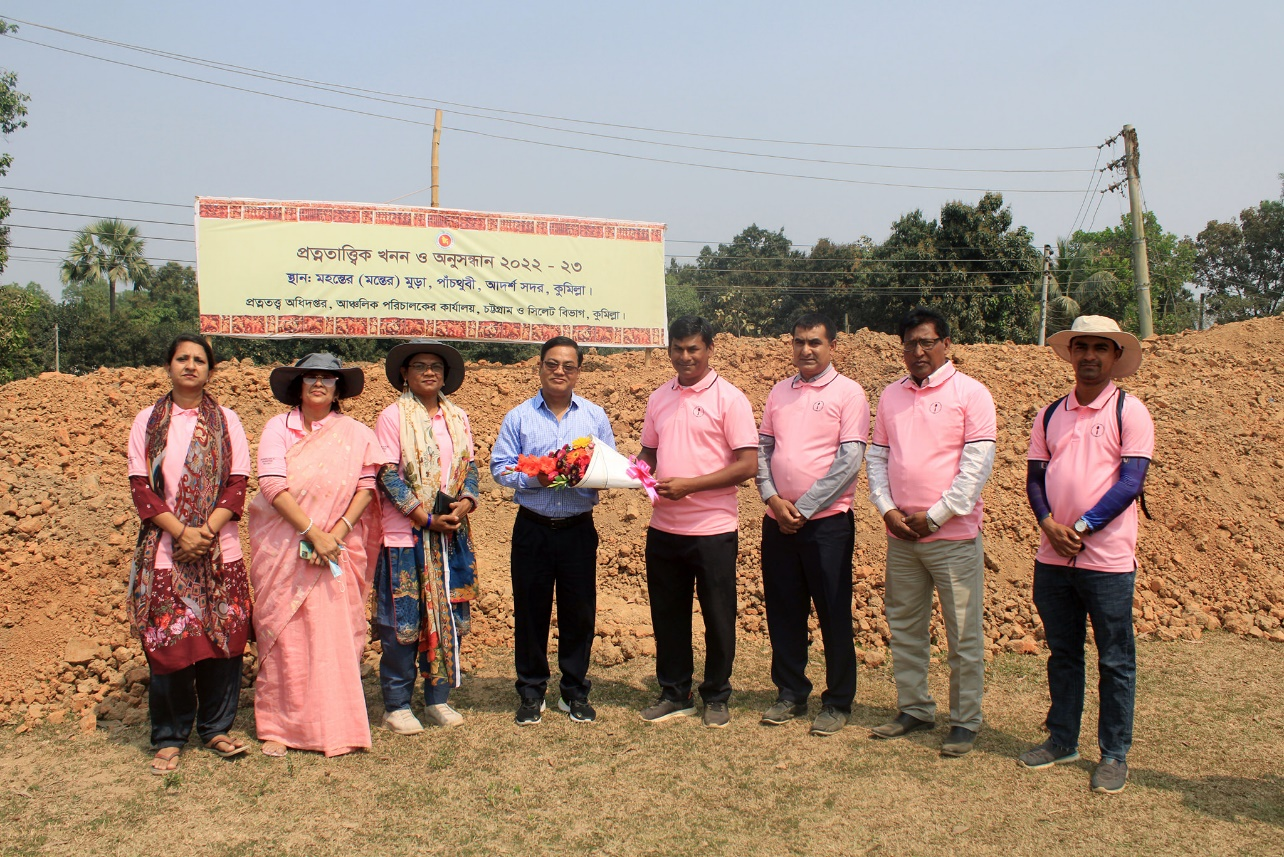 প্রত্নতাত্ত্বিক খনন ও অনুসন্ধান ২০২২ - ২৩
স্থান: মহন্তের (মন্তের) মুড়া, পাঁচথুবী, আদর্শ সদর, কুমিল্লা।
প্রত্নতত্ত্ব অধিদপ্তর, আঞ্চলিক পরিচালকের কার্যালয়, চট্টগ্রাম ও সিলেট বিভাগ, কুমিল্লা।